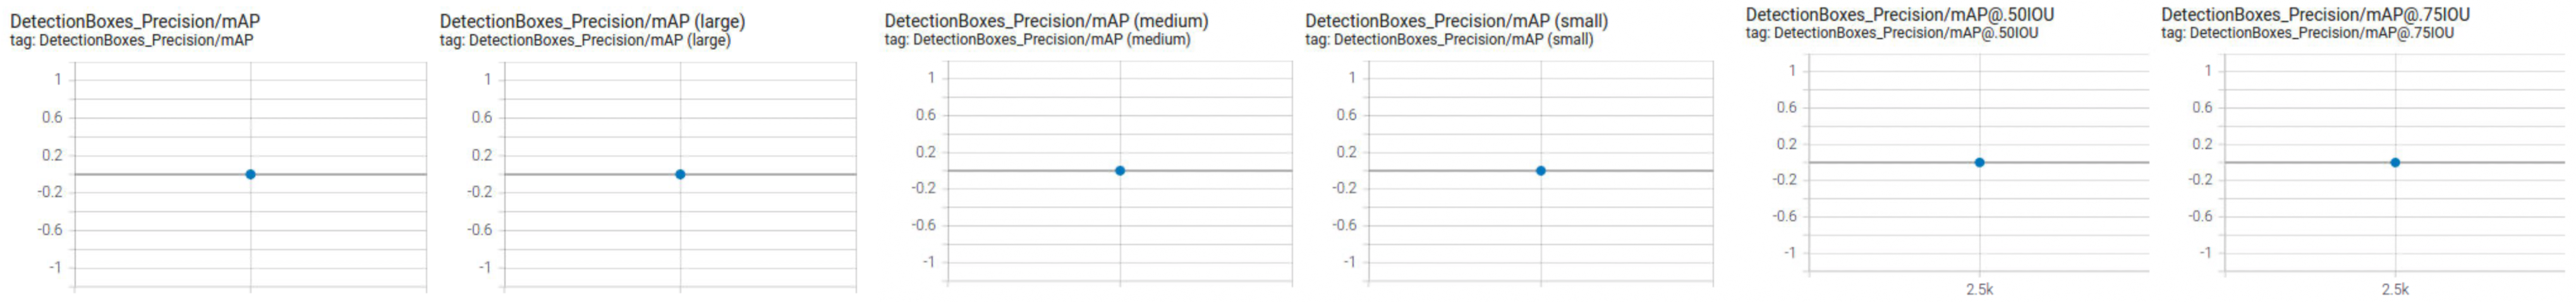 DetectionBoxes_Precision/mAP
tag: DetectionBoxes_Precision/mAP
1
0.6
0.2
-0.2
-0.6
-1
DetectionBoxes_Precision/mAP (large)
tag: DetectionBoxes_Precision/mAP (large)
1
0.6
0.2
-0.2
-0.6
-1
DetectionBoxes_Precision/mAP (medium)
tag: DetectionBoxes_Precision/mAP (medium)
1
0.6
0.2
-0.2
-0.6
-1
DetectionBoxes_Precision/mAP (small)
tag: DetectionBoxes_Precision/mAP (small)
1
0.6
0.2
-0.2
-0.6
-1
DetectionBoxes_Precision/mAP@.50IOU
tag: DetectionBoxes_Precision/mAP@.50IOU
1
0.6
0.2
-0.2
-0.6
-1
2.5k
DetectionBoxes_Precision/mAP@.75IOU
tag: DetectionBoxes_Precision/mAP@.75IOU
1
0.6
0.2
-0.2
-0.6
-1
2.5k